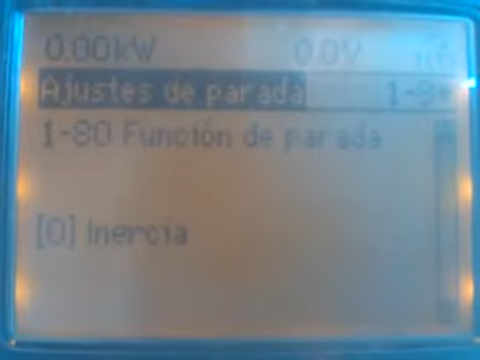 0.00kW 0.0V
Ajustes de parada 1-8*
1-80 Función de parada
[0] Inercia